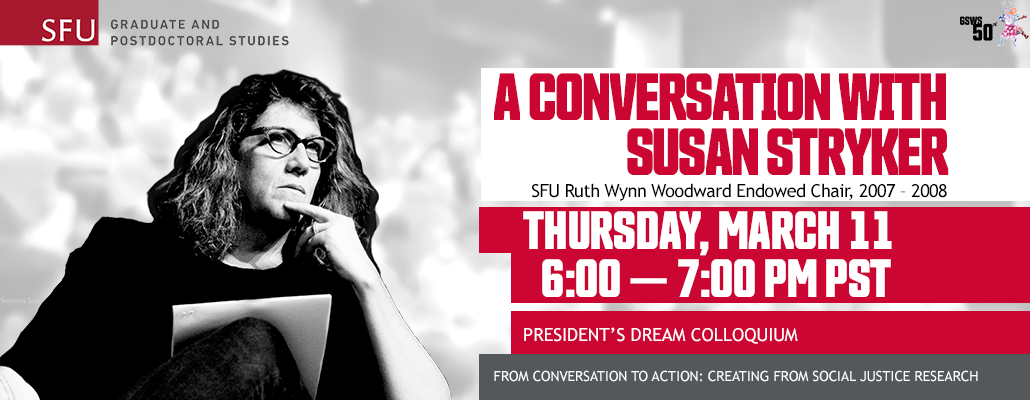 SFU
GRADUATE AND
POSTDOCTORAL STUDIES
GSWS
50
A CONVERSATION WITH
SUSAN STRYKER
SFU Ruth Wynn Woodward Endowed Chair, 2007 - 2008
THURSDAY, MARCH 11
6:00 — 7:00 PM PST
PRESIDENT'S DREAM COLLOQUIUM
FROM CONVERSATION TO ACTION: CREATING FROM SOCIAL JUSTICE RESEARCH